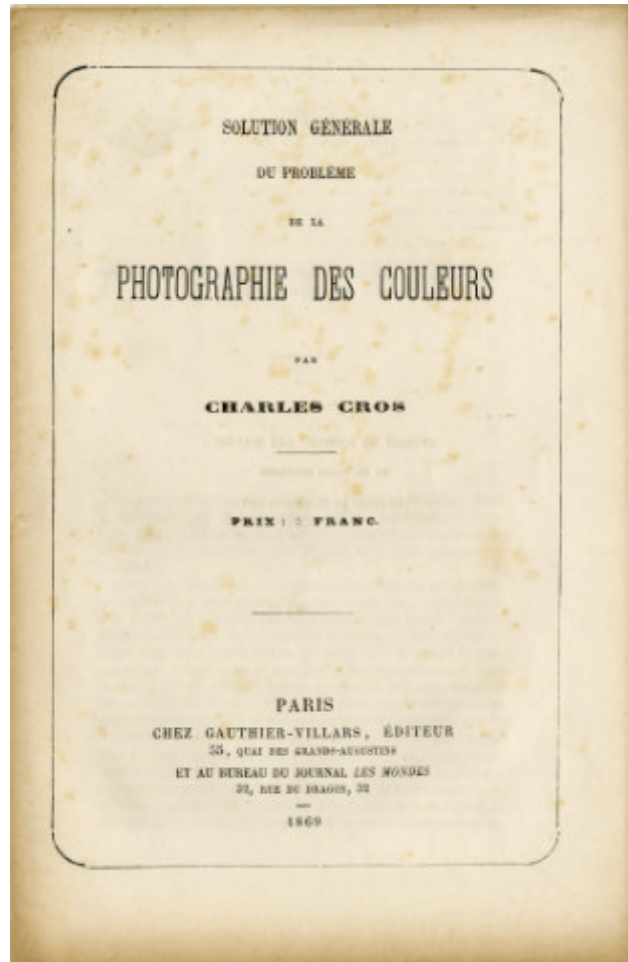 SOLUTION GÉNÉRALE
DU PROBLÈME
DE LA
PHOTOGRAPHIE DES COULEURS
PAR
CHARLES CROS
PRIX : FRANC.
PARIS
CHEZ GAUTHIER-VILLARS, ÉDITEUR
55, QUAI DES GRANDS-AUGUSTINS
ET AU BUREAU DU JOURNAL LES MONDES
32, RUE DU DRAGON, 32
1869